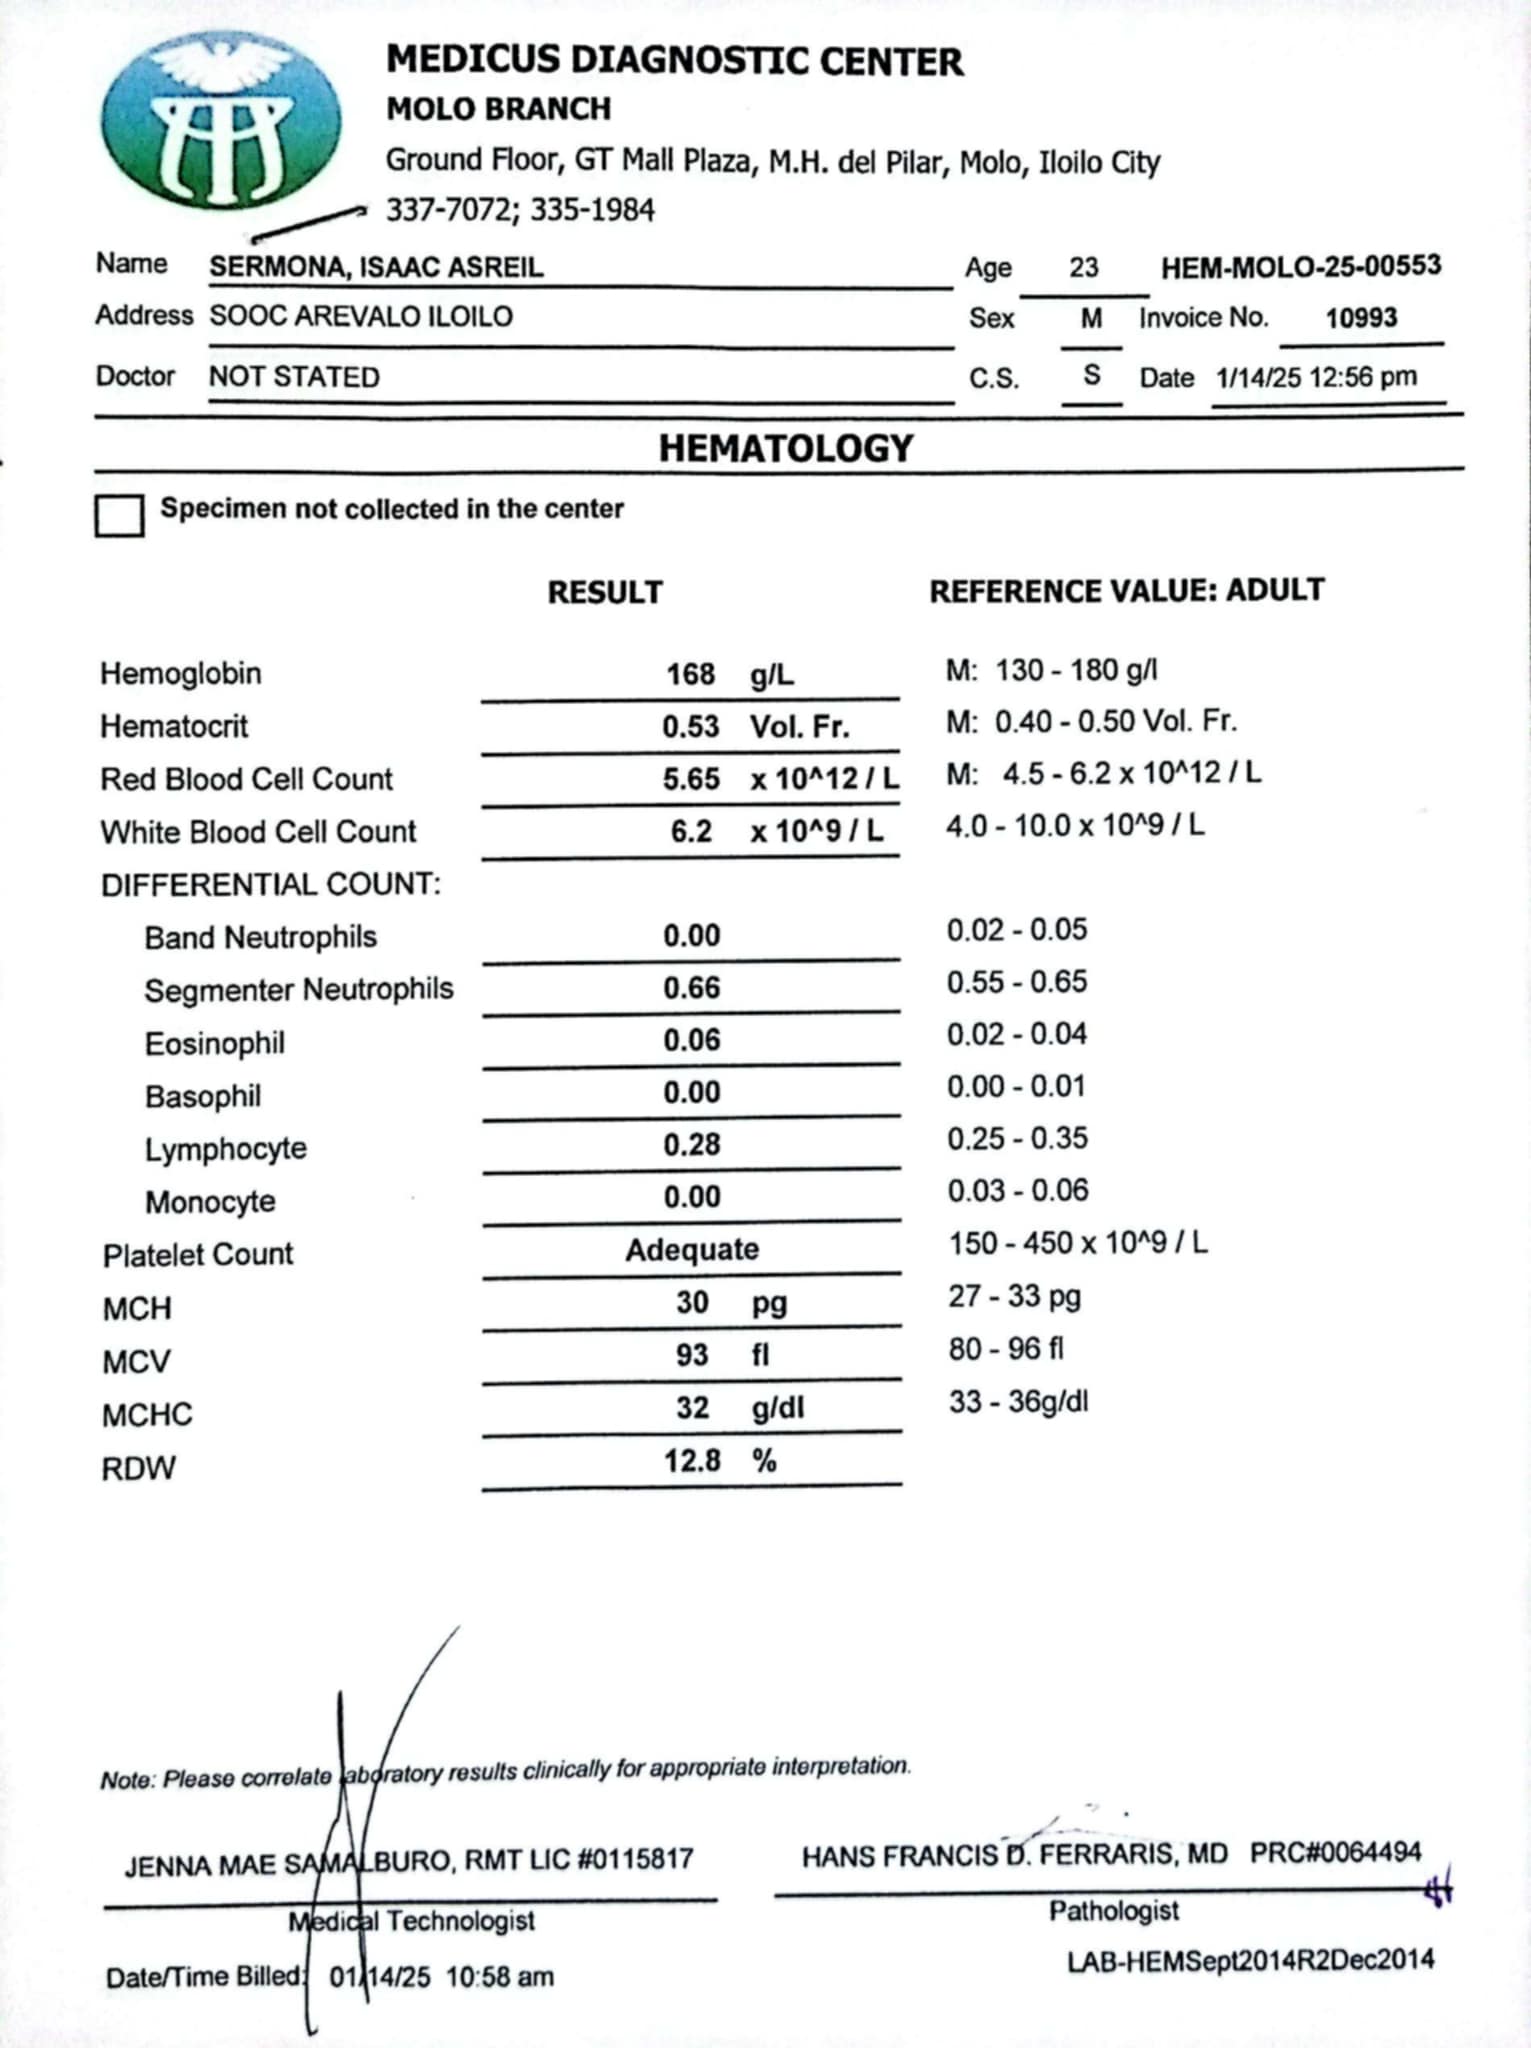 MEDICUS DIAGNOSTIC CENTER
MOLO BRANCH
Ground Floor, GT Mall Plaza, M.H. del Pilar, Molo, Iloilo City
337-7072; 335-1984
Name SERMONA, ISAAC ASREIL Age 23 HEM-MOLO-25-00553
Address SOOC AREVALO ILOILO Sex M Invoice No. 10993
Doctor NOT STATED C.S. S Date 1/14/25 12:56 pm
HEMATOLOGY
Specimen not collected in the center
RESULT REFERENCE VALUE: ADULT
Hemoglobin 168 g/L M: 130 - 180 g/l
Hematocrit 0.53 Vol. Fr. M: 0.40 - 0.50 Vol. Fr.
Red Blood Cell Count 5.65 x 10^12 / L M: 4.5 - 6.2 x 10^12 / L
White Blood Cell Count 6.2 x 10^9 / L 4.0 - 10.0 x 10^9 / L
DIFFERENTIAL COUNT:
Band Neutrophils 0.00 0.02 - 0.05
Segmenter Neutrophils 0.66 0.55 - 0.65
Eosinophil 0.06 0.02 - 0.04
Basophil 0.00 0.00 - 0.01
Lymphocyte 0.28 0.25 - 0.35
Monocyte 0.00 0.03 - 0.06
Platelet Count Adequate 150 - 450 x 10^9 / L
MCH 30 pg 27 - 33 pg
MCV 93 fl 80 - 96 fl
MCHC 32 g/dl 33 - 36g/dl
RDW 12.8 %
Note: Please correlate laboratory results clinically for appropriate interpretation.
JENNA MAE SAMALBURO, RMT LIC #0115817 HANS FRANCIS D. FERRARIS, MD PRC#0064494
Medical Technologist Pathologist
Date/Time Billed: 01/14/25 10:58 am LAB-HEMSept2014R2Dec2014